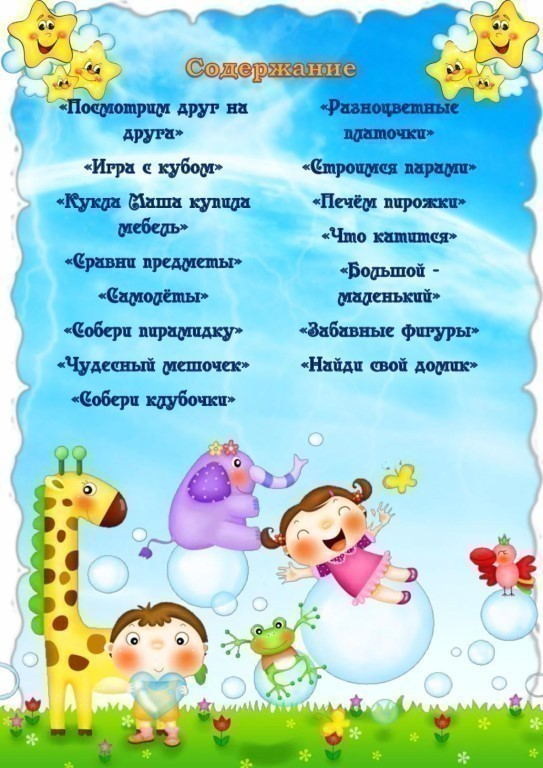 Содержание
«Посмотрим друг на
друга»
«Игра с кубом»
«Кукла Маша купила
мебель»
«Сравни предметы»
«Самолёты»
«Собери пирамидку»
«Чудесный мешочек»
«Собери клубочки»
«Разноцветные
платочки»
«Строимся парами»
«Печём пирожки»
«Что катится»
«Большой -
маленький»
«Забавные фигуры»
«Найди свой домик»